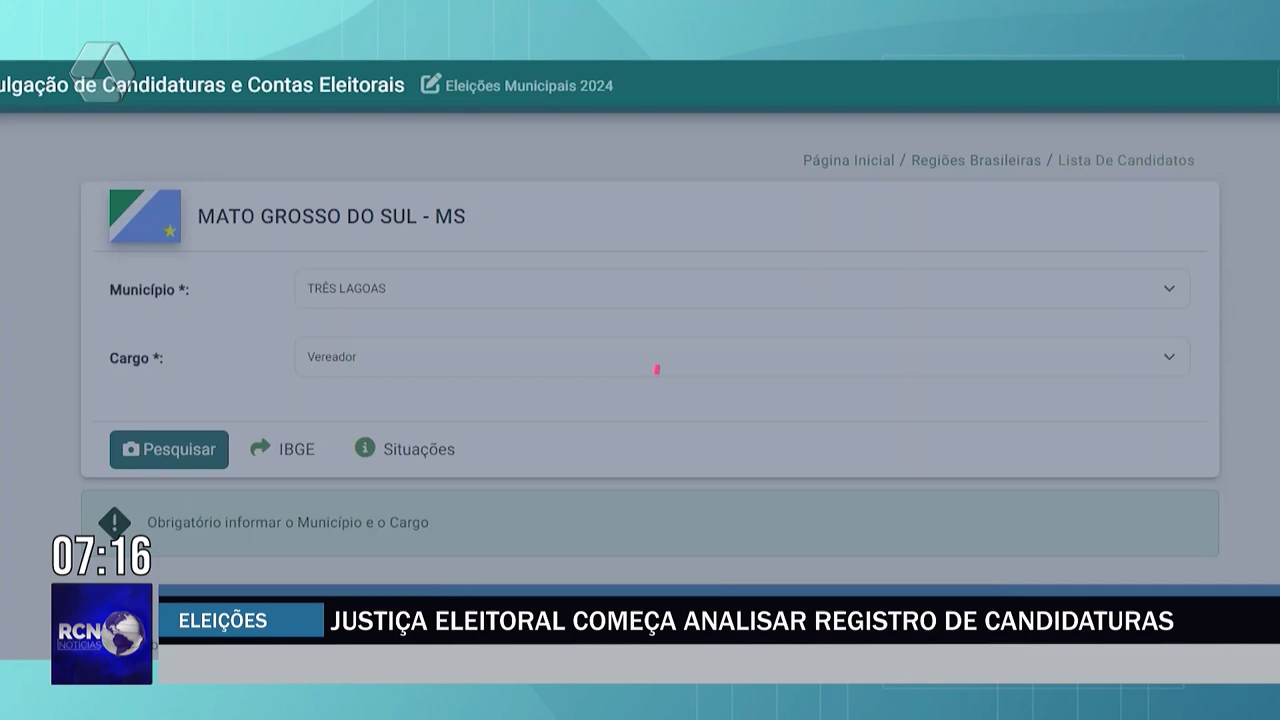 ulgação de Candidaturas e Contas Eleitorais Eleições Municipais 2024
Página Inicial / Regiões Brasileiras / Lista De Candidatos
MATO GROSSO DO SUL - MS
Município *: TRÊS LAGOAS
Cargo *: Vereador
Pesquisar IBGE Situações
Obrigatório informar o Município e o Cargo
07:16
ELEIÇÕES JUSTIÇA ELEITORAL COMEÇA ANALISAR REGISTRO DE CANDIDATURAS
RCN
NOTÍCIAS